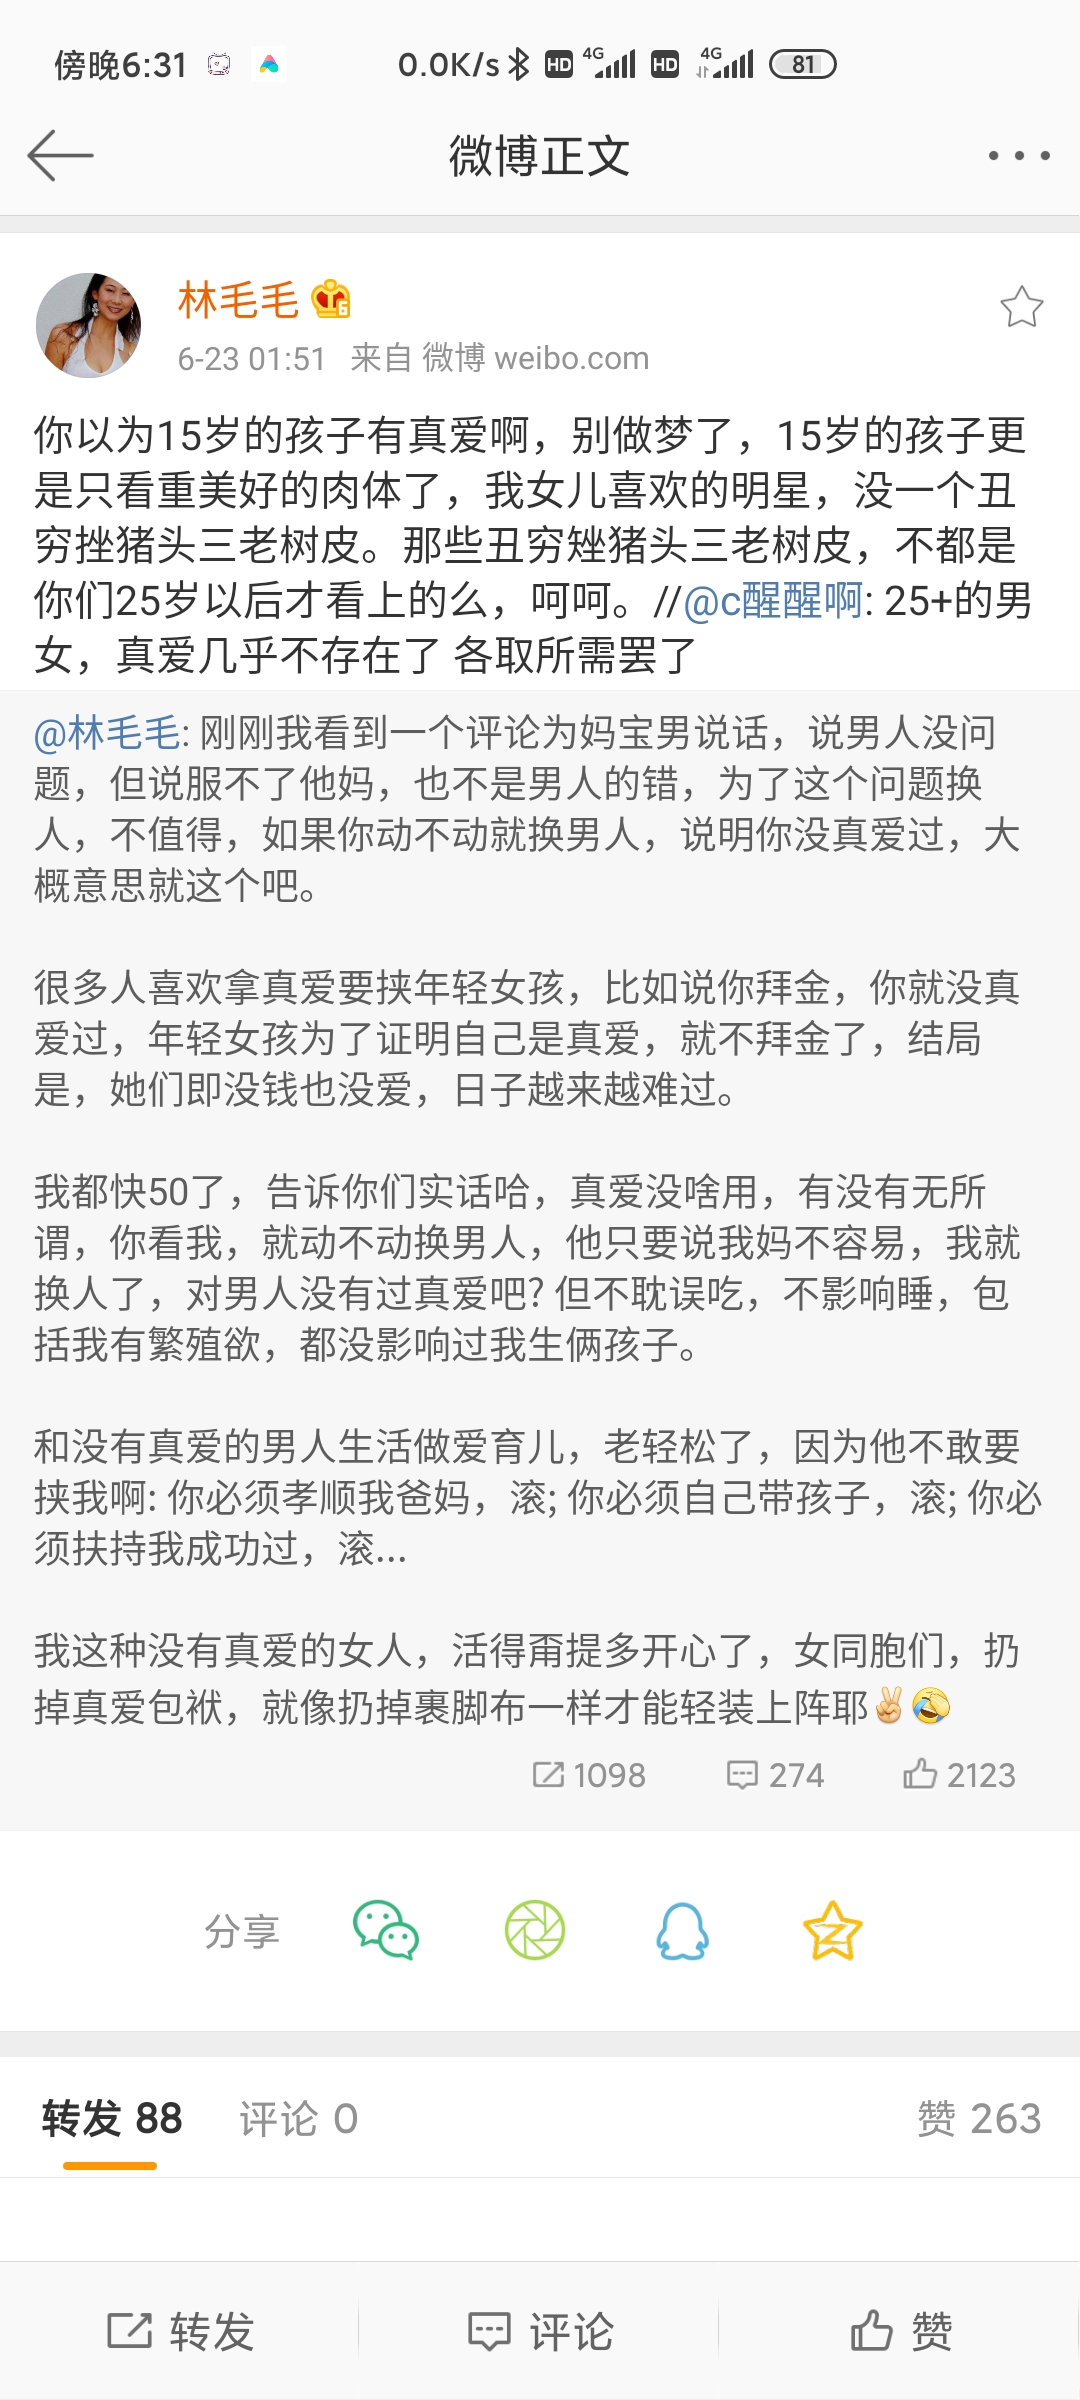 傍晚6:31 0.0K/s HD 4G HD 4G 81
微博正文
林毛毛
6-23 01:51 来自 微博 weibo.com
你以为15岁的孩子有真爱啊，别做梦了，15岁的孩子更
是只看重美好的肉体了，我女儿喜欢的明星，没一个丑
穷挫猪头三老树皮。那些丑穷矬猪头三老树皮，不都是
你们25岁以后才看上的么，呵呵。//@c醒醒啊: 25+的男
女，真爱几乎不存在了 各取所需罢了
@林毛毛: 刚刚我看到一个评论为妈宝男说话，说男人没问
题，但说服不了他妈，也不是男人的错，为了这个问题换
人，不值得，如果你动不动就换男人，说明你没真爱过，大
概意思就这个吧。
很多人喜欢拿真爱要挟年轻女孩，比如说你拜金，你就没真
爱过，年轻女孩为了证明自己是真爱，就不拜金了，结局
是，她们即没钱也没爱，日子越来越难过。
我都快50了，告诉你们实话哈，真爱没啥用，有没有无所
谓，你看我，就动不动换男人，他只要说我妈不容易，我就
换人了，对男人没有过真爱吧? 但不耽误吃，不影响睡，包
括我有繁殖欲，都没影响过我生俩孩子。
和没有真爱的男人生活做爱育儿，老轻松了，因为他不敢要
挟我啊: 你必须孝顺我爸妈，滚; 你必须自己带孩子，滚; 你必
须扶持我成功过，滚...
我这种没有真爱的女人，活得甭提多开心了，女同胞们，扔
掉真爱包袱，就像扔掉裹脚布一样才能轻装上阵耶✌🤣
1098 274 2123
分享
转发 88 评论 0 赞 263
转发 评论 赞